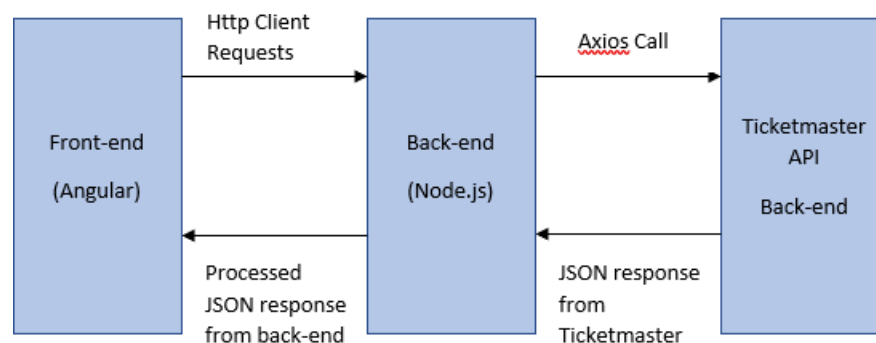 Http Client
Requests
Axios Call
Front-end
(Angular)
Back-end
(Node.js)
Ticketmaster
API
Back-end
Processed
JSON response
from back-end
JSON response
from
Ticketmaster